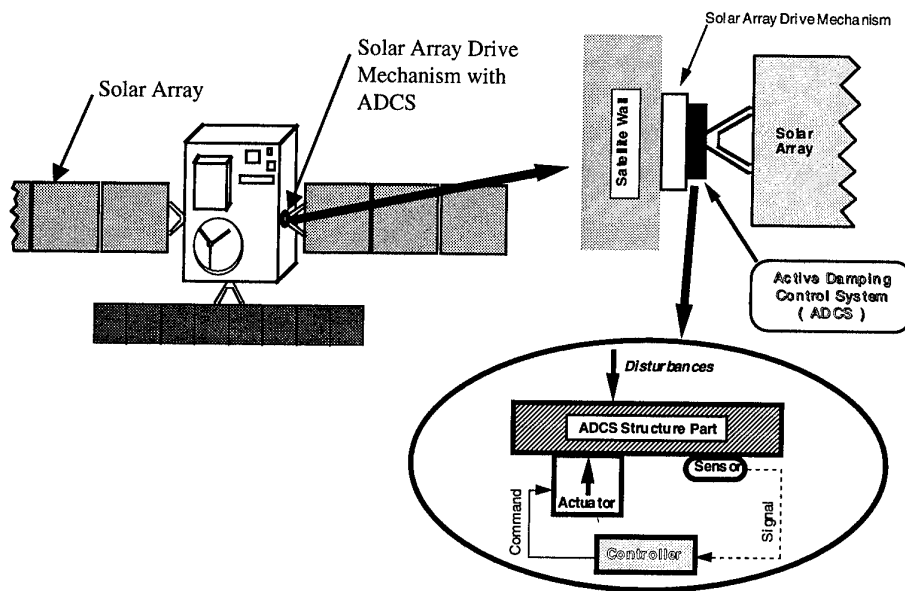 Solar Array
Solar Array Drive
Mechanism with
ADCS
Solar Array Drive Mechanism
Satellite Wall
Solar
Array
Active Damping
Control System
( ADCS )
Disturbances
ADCS Structure Part
Sensor
Actuator
Command
Signal
Controller